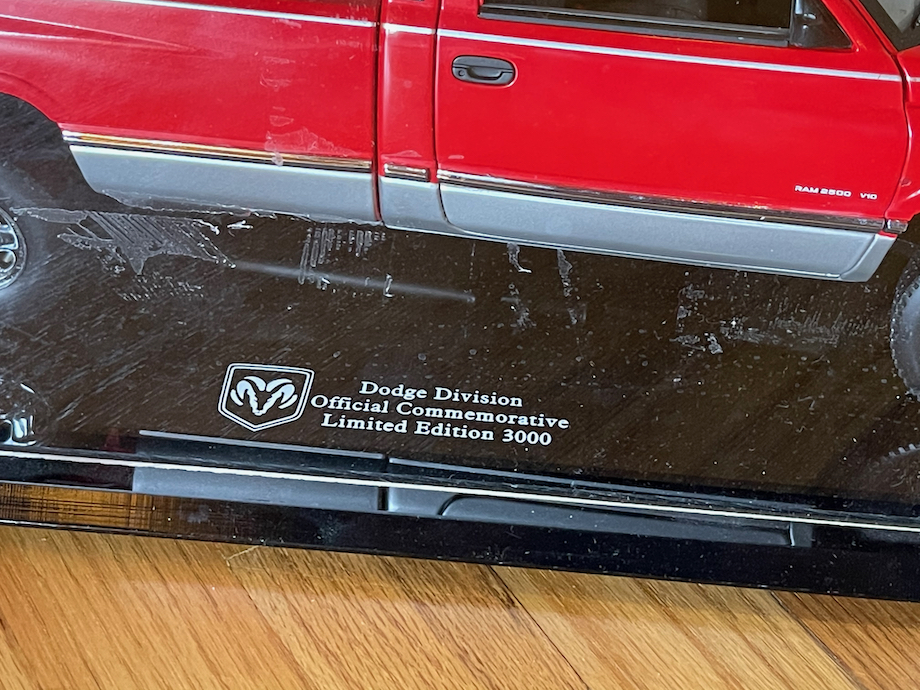 RAM 2500 V10
Dodge Division
Official Commemorative
Limited Edition 3000